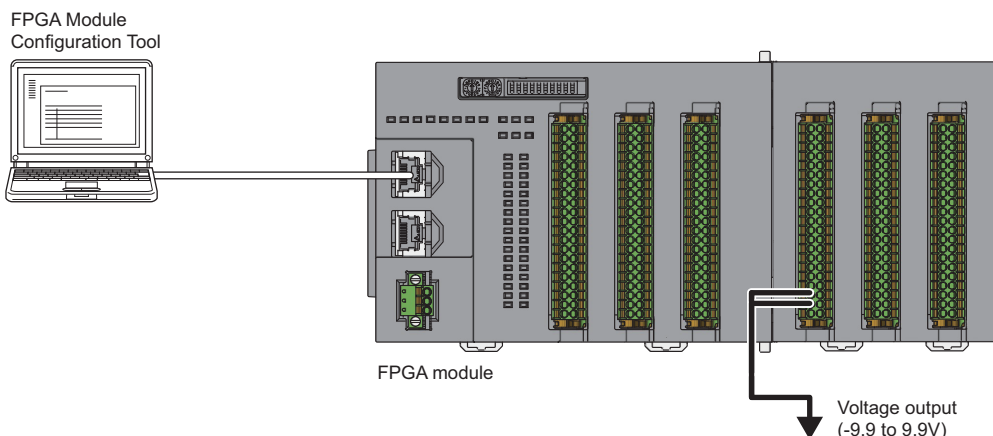 FPGA Module
Configuration Tool
FPGA module
Voltage output
(-9.9 to 9.9V)